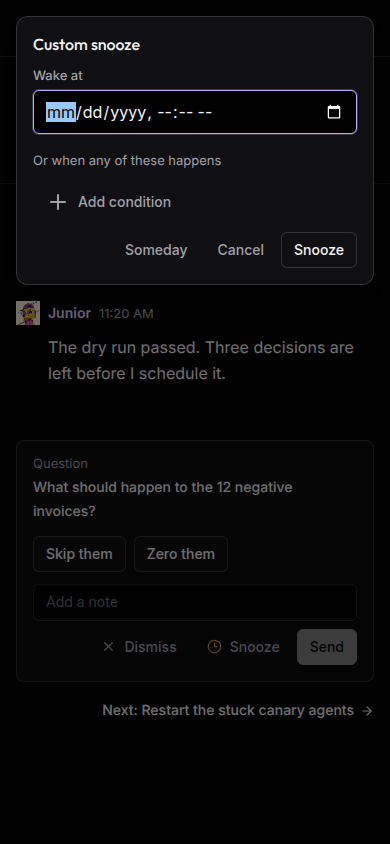 Custom snooze
Wake at
mm/dd/yyyy, --:-- --
Or when any of these happens
Add condition
Someday
Cancel
Snooze
Junior 11:20 AM
The dry run passed. Three decisions are
left before I schedule it.
Question
What should happen to the 12 negative
invoices?
Skip them
Zero them
Add a note
Dismiss
Snooze
Send
Next: Restart the stuck canary agents